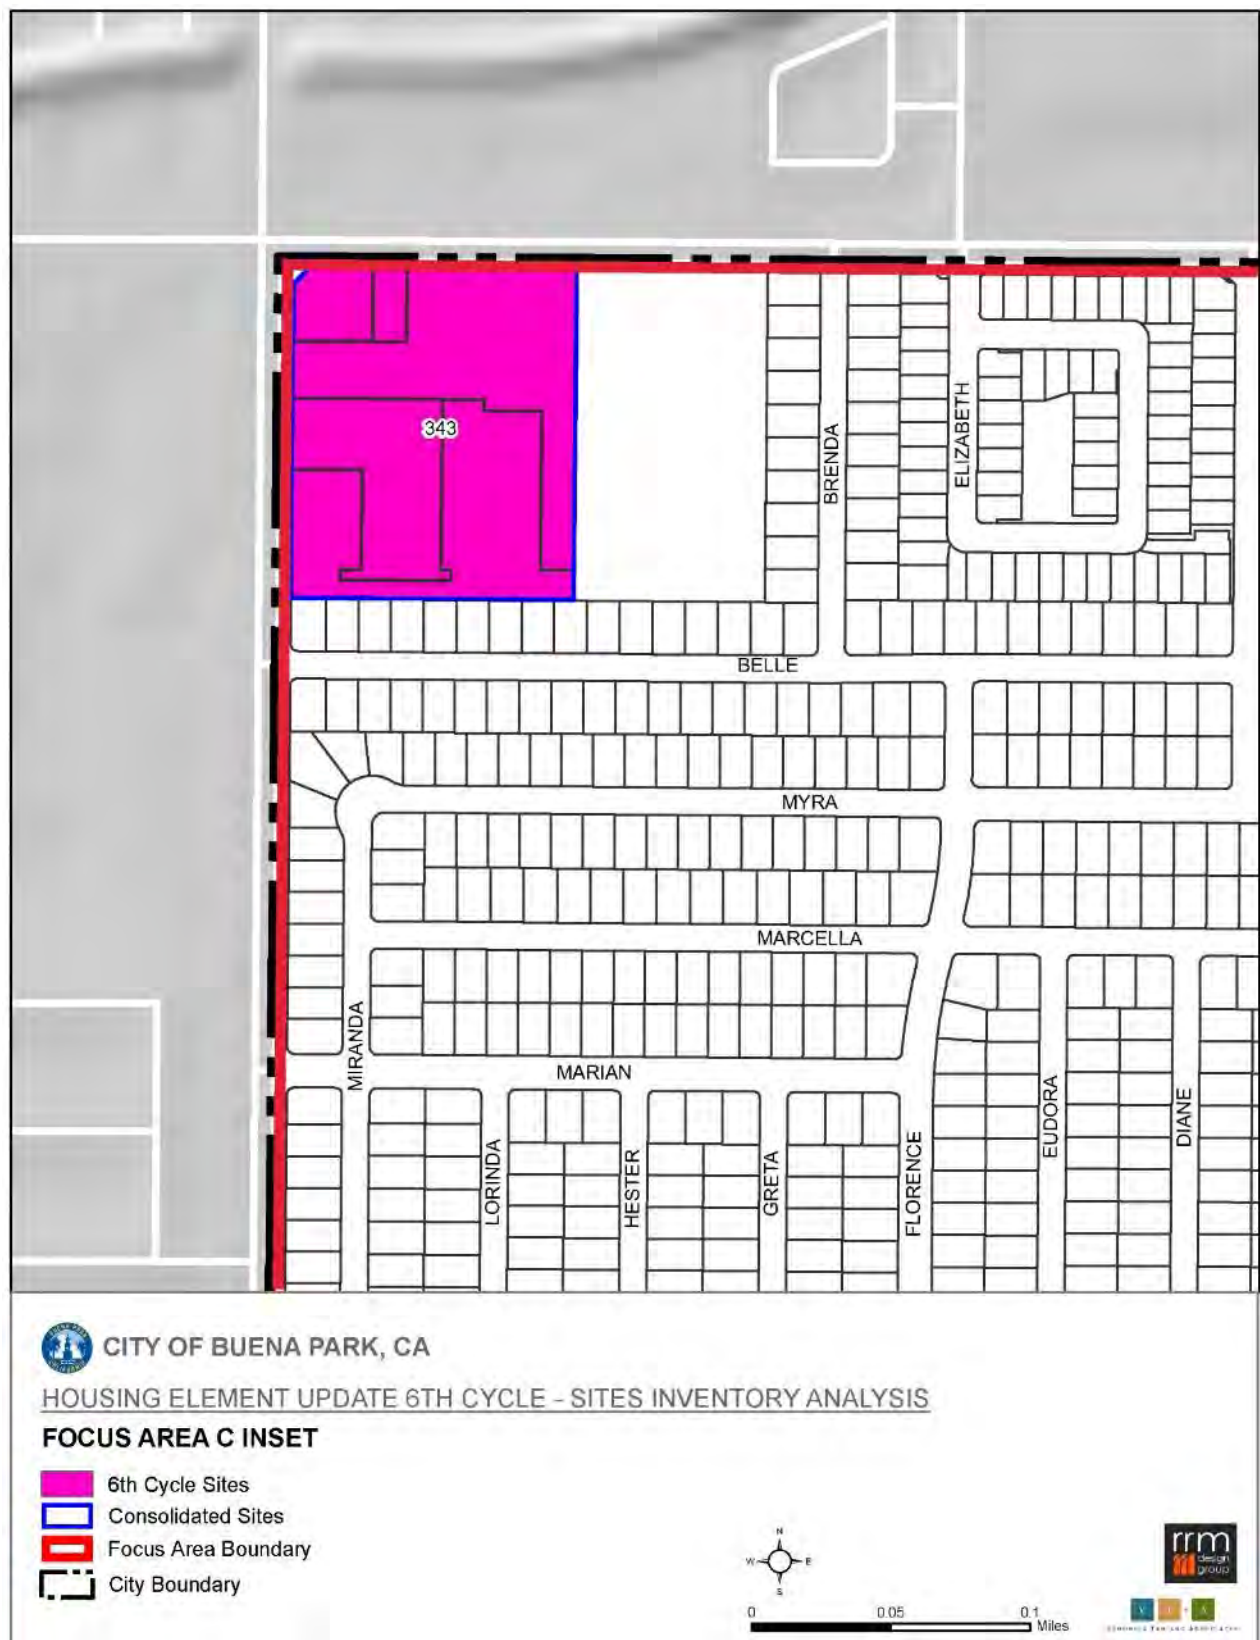 343
BRENDA
ELIZABETH
BELLE
MYRA
MARCELLA
MIRANDA
MARIAN
LORINDA
HESTER
GRETA
FLORENCE
EUDORA
DIANE
CITY OF BUENA PARK, CA
HOUSING ELEMENT UPDATE 6TH CYCLE - SITES INVENTORY ANALYSIS
FOCUS AREA C INSET
6th Cycle Sites
Consolidated Sites
Focus Area Boundary
City Boundary
N
W E
S
0 0.05 0.1
Miles
rrm
design
group